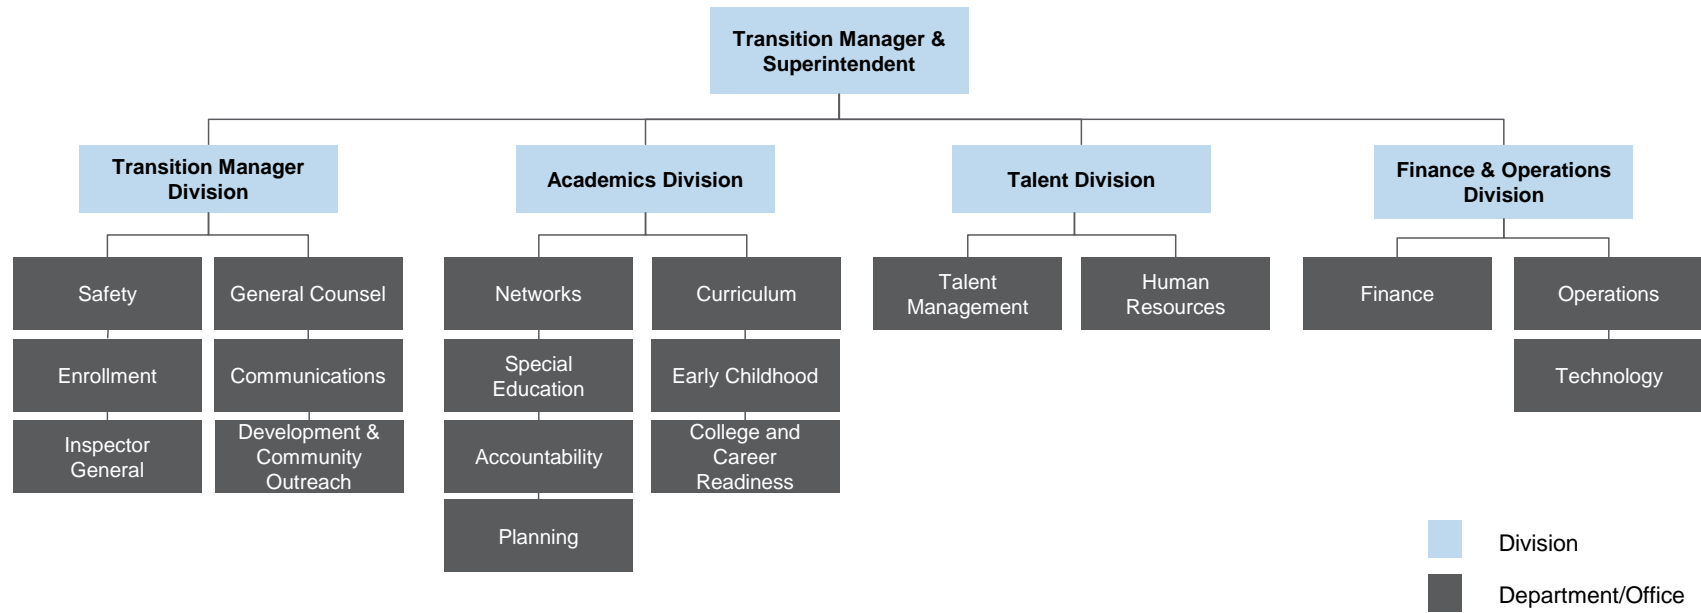 Transition Manager &
Superintendent
Transition Manager
Division
Academics Division
Talent Division
Finance & Operations
Division
Safety
General Counsel
Networks
Curriculum
Talent
Management
Human
Resources
Finance
Operations
Enrollment
Communications
Special
Education
Early Childhood
Technology
Inspector
General
Development &
Community
Outreach
Accountability
College and
Career
Readiness
Planning
Division
Department/Office